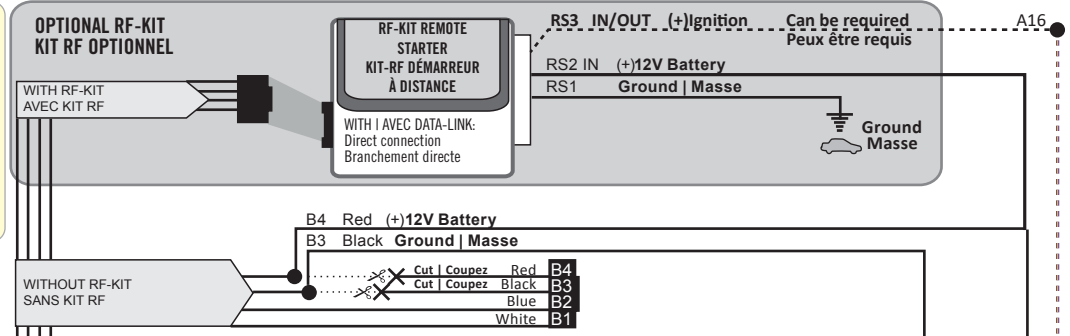 OPTIONAL RF-KIT
KIT RF OPTIONNEL
RF-KIT REMOTE
STARTER
KIT-RF DÉMARREUR
À DISTANCE
WITH | AVEC DATA-LINK:
Direct connection
Branchement directe
RS3 IN/OUT (+)Ignition Can be required
Peux être requis
A16
RS2 IN (+)12V Battery
RS1 Ground | Masse
Ground
Masse
WITH RF-KIT
AVEC KIT RF
B4 Red (+)12V Battery
B3 Black Ground | Masse
WITHOUT RF-KIT
SANS KIT RF
Cut | Coupez Red B4
Cut | Coupez Black B3
Blue B2
White B1